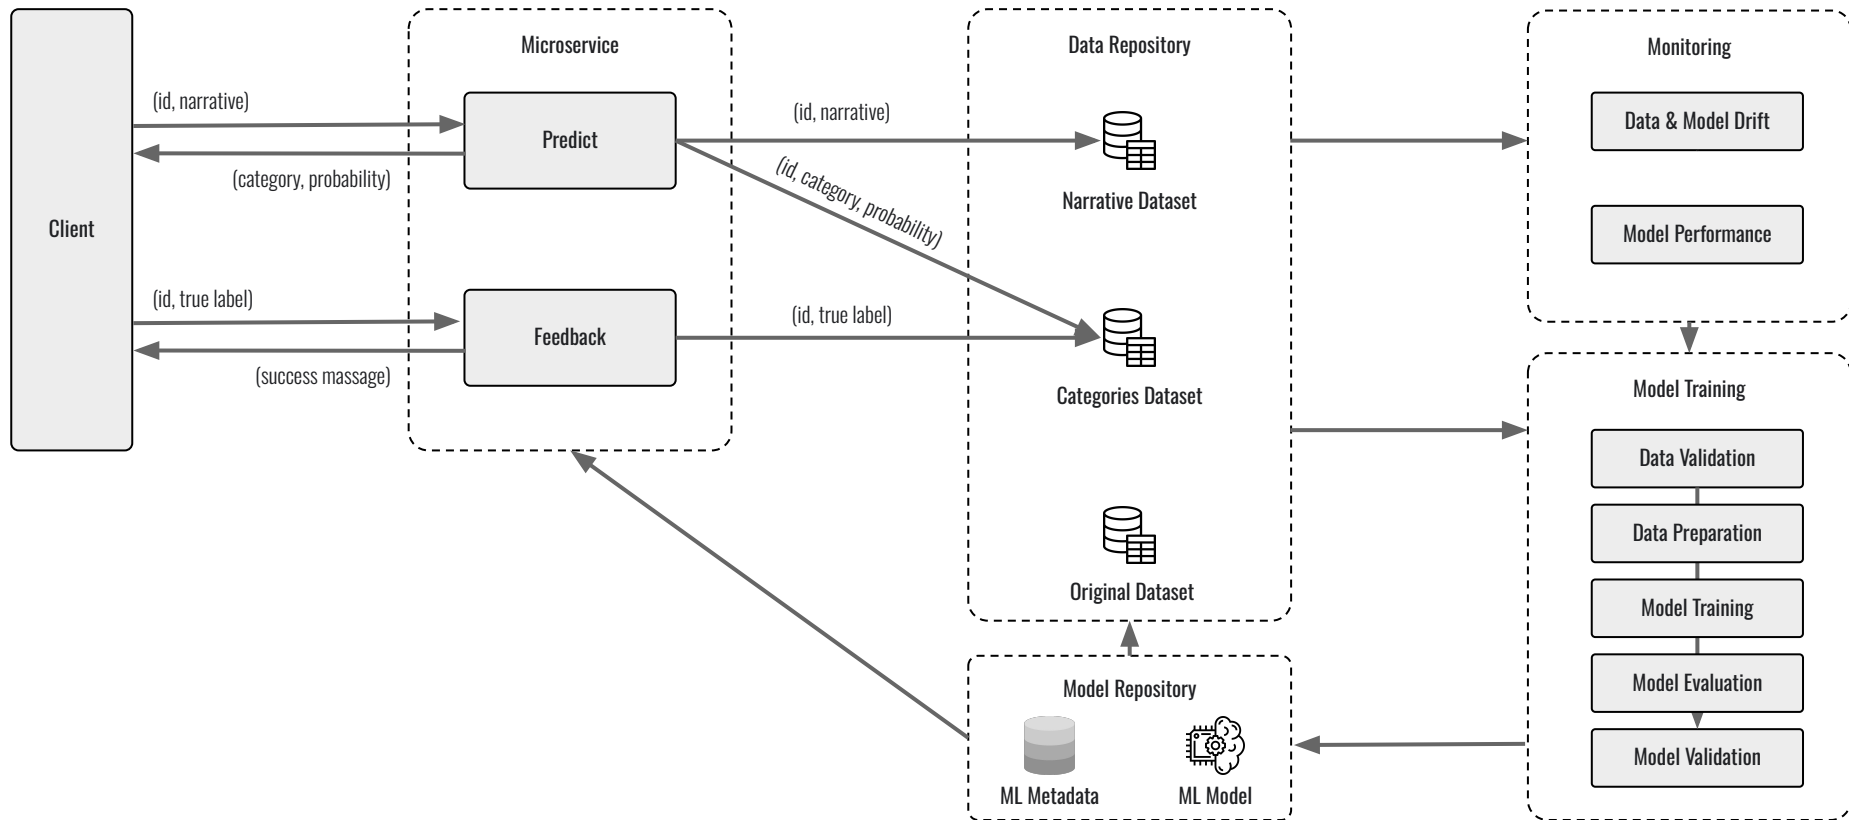 Client
(id, narrative)
(category, probability)
(id, true label)
(success massage)
Microservice
Predict
Feedback
(id, narrative)
(id, category, probability)
(id, true label)
Data Repository
Narrative Dataset
Categories Dataset
Original Dataset
Model Repository
ML Metadata
ML Model
Monitoring
Data & Model Drift
Model Performance
Model Training
Data Validation
Data Preparation
Model Training
Model Evaluation
Model Validation